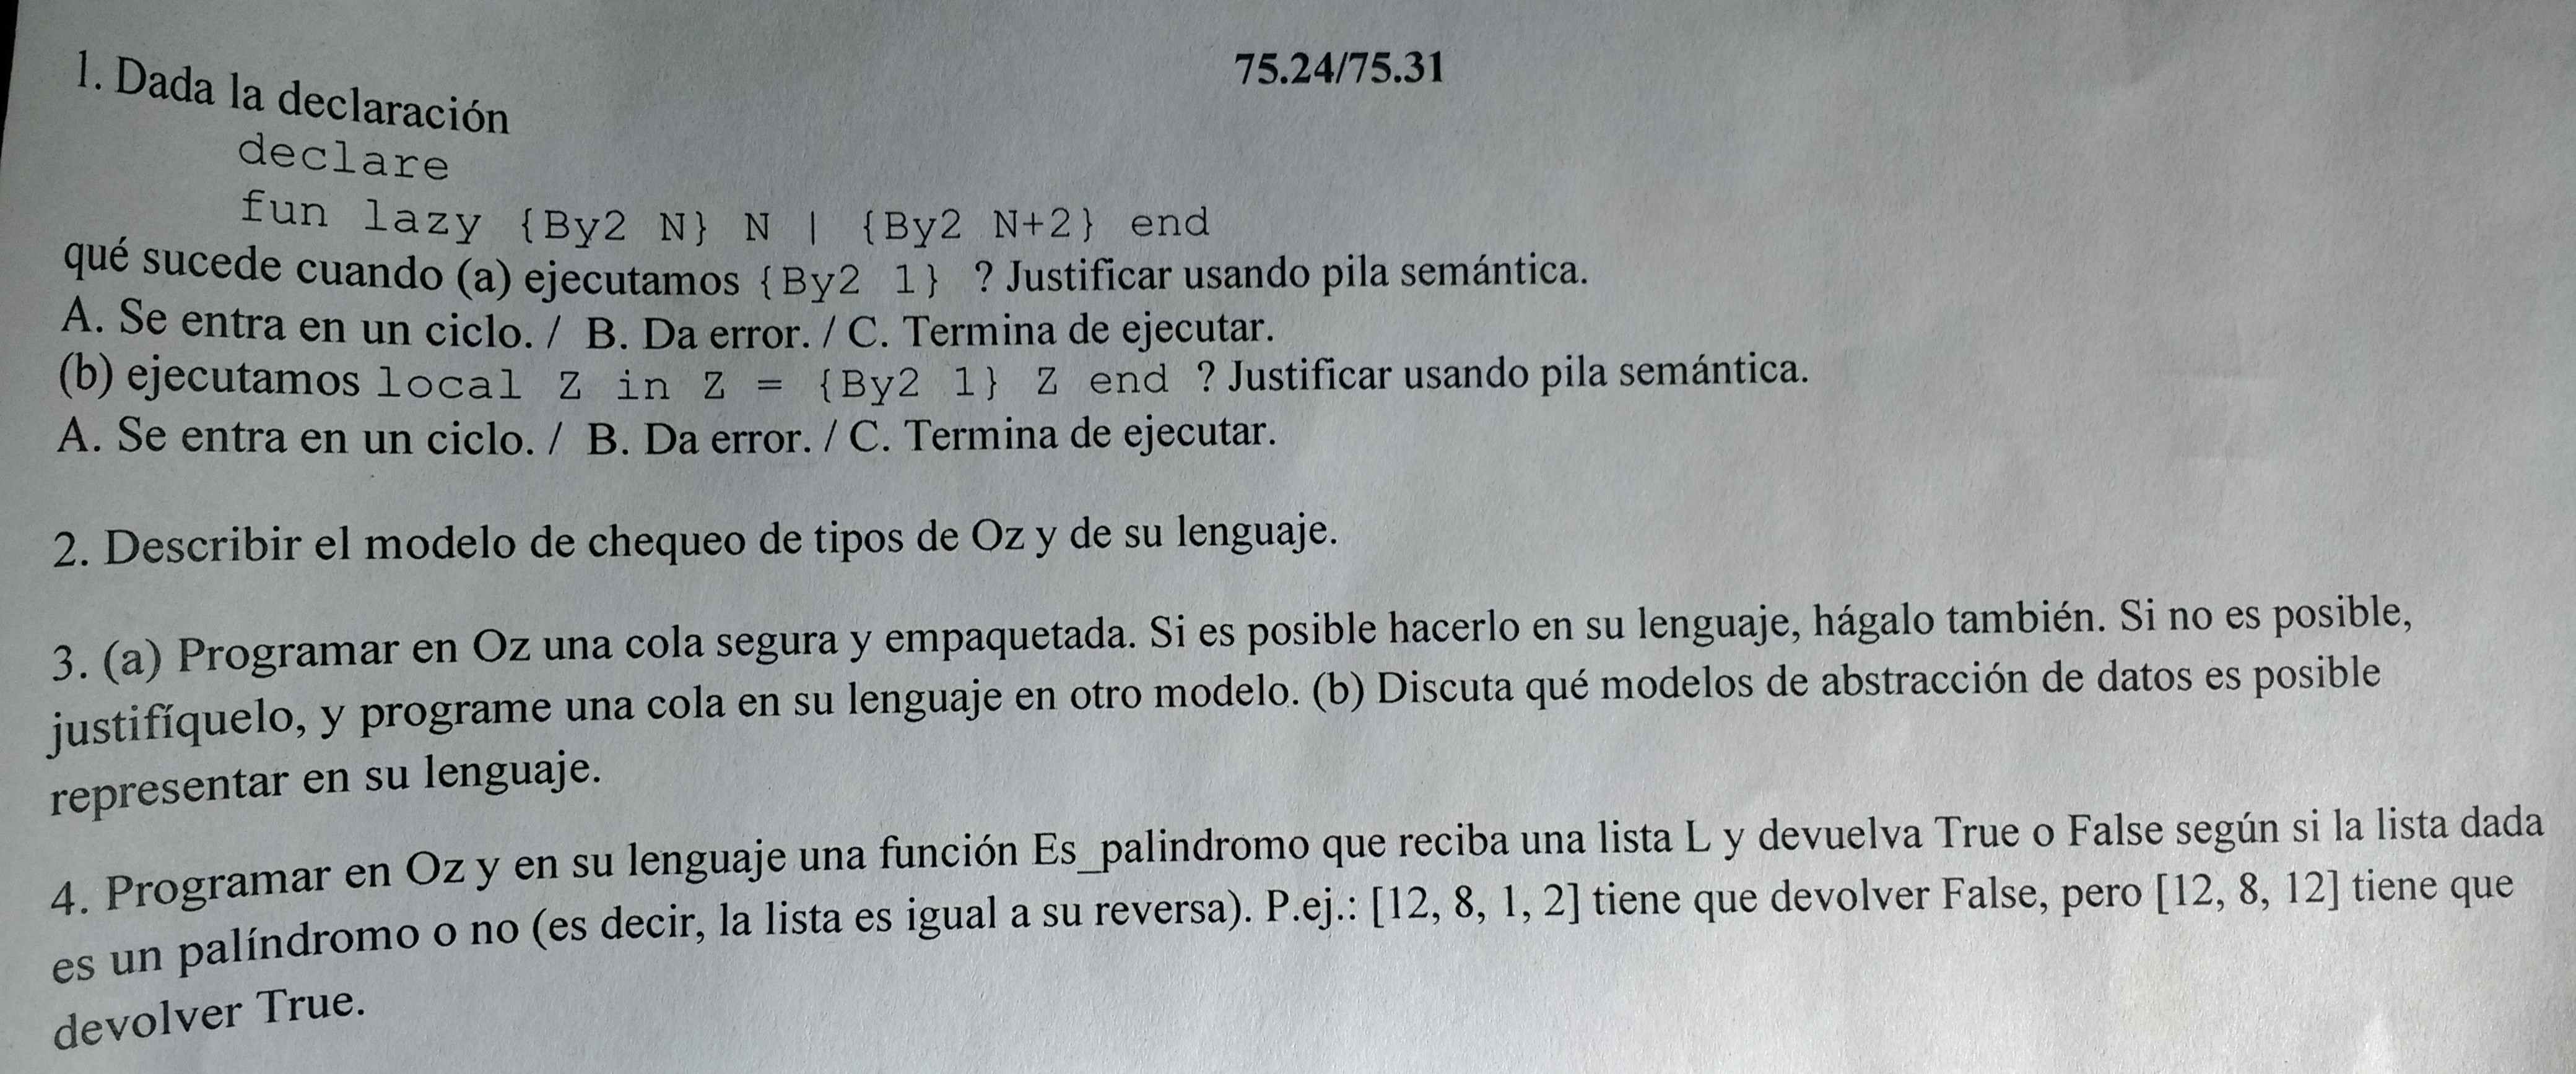 75.24/75.31
1. Dada la declaración
declare
fun lazy {By2 N} N | {By2 N+2} end
qué sucede cuando (a) ejecutamos {By2 1} ? Justificar usando pila semántica.
A. Se entra en un ciclo. / B. Da error. / C. Termina de ejecutar.
(b) ejecutamos local Z in Z = {By2 1} Z end ? Justificar usando pila semántica.
A. Se entra en un ciclo. / B. Da error. / C. Termina de ejecutar.
2. Describir el modelo de chequeo de tipos de Oz y de su lenguaje.
3. (a) Programar en Oz una cola segura y empaquetada. Si es posible hacerlo en su lenguaje, hágalo también. Si no es posible,
justifíquelo, y programe una cola en su lenguaje en otro modelo. (b) Discuta qué modelos de abstracción de datos es posible
representar en su lenguaje.
4. Programar en Oz y en su lenguaje una función Es_palindromo que reciba una lista L y devuelva True o False según si la lista dada
es un palíndromo o no (es decir, la lista es igual a su reversa). P.ej.: [12, 8, 1, 2] tiene que devolver False, pero [12, 8, 12] tiene que
devolver True.